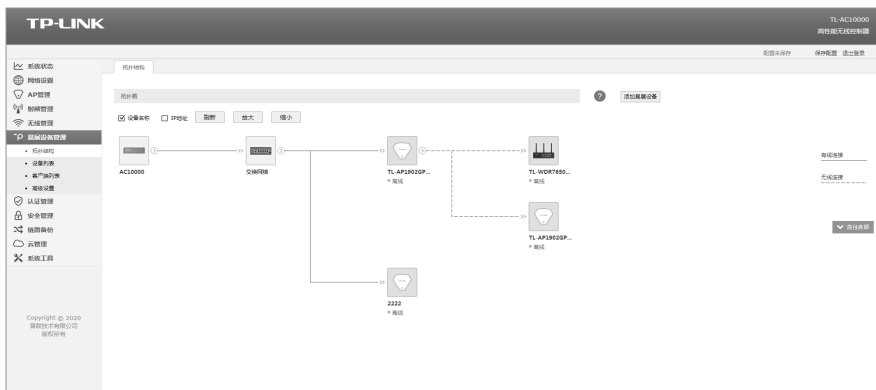 TP-LINK
TL-AC10000
高性能无线控制器
配置未保存 保存配置 退出登录
系统状态
网络设置
AP管理
射频管理
无线管理
易展设备管理
拓扑结构
设备列表
客户端列表
高级设置
认证管理
安全管理
链路备份
云管理
系统工具
Copyright © 2020
普联技术有限公司
版权所有
拓扑结构
拓扑图
? 添加易展设备
设备名称 IP地址 刷新 放大 缩小
AC10000
交换网络
TL-AP1902GP...
离线
TL-WDR7650...
离线
TL-AP1902GP...
离线
2222
离线
有线连接
无线连接
前往底部